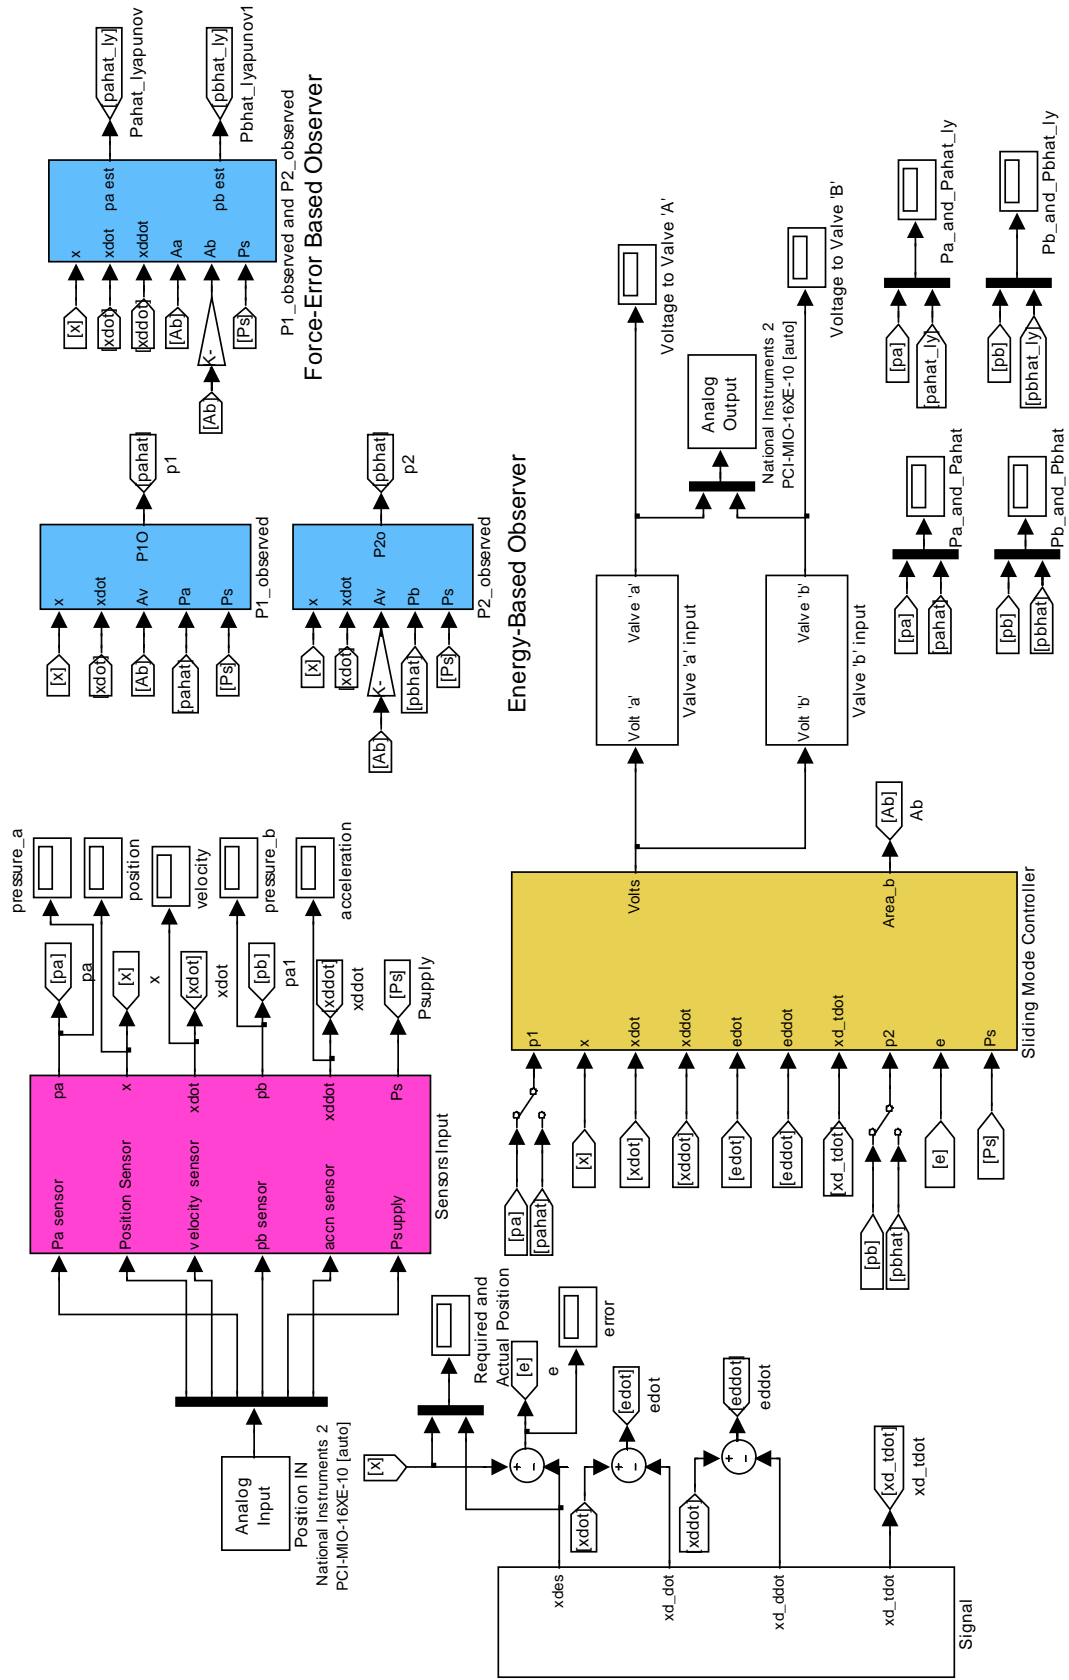 Analog
Input
Position IN
National Instruments 2
PCI-MIO-16XE-10 [auto]
Pa sensor
Position Sensor
velocity sensor
pb sensor
accn sensor
Psupply
pa
x
xdot
pb
xddot
Ps
Sensors Input
[pa]
pa
[x]
x
[xdot]
xdot
[pb]
pa1
[xddot]
xddot
[Ps]
Psupply
pressure_a
position
velocity
pressure_b
acceleration
[x]
[xdot]
[Ab]
[pahat]
[Ps]
x
xdot
Av
Pa
Ps
P1O
P1_observed
[pahat]
p1
[x]
[xdot]
[Ab]
K-
[pbhat]
[Ps]
x
xdot
Av
Pb
Ps
P2o
P2_observed
[pbhat]
p2
Energy-Based Observer
[x]
[xdot]
[xddot]
[Ab]
[Ab]
K-
[Ps]
x
xdot
xddot
Aa
Ab
Ps
pa est
pb est
P1_observed and P2_observed
Force-Error Based Observer
[pahat_ly]
Pahat_lyapunov
[pbhat_ly]
Pbhat_lyapunov1
[x]
Required and
Actual Position
[e]
e
error
[xdot]
[edot]
edot
[xddot]
[eddot]
eddot
[xd_tdot]
xd_tdot
xdes
xd_dot
xd_ddot
xd_tdot
Signal
[pa]
[pahat]
[x]
[xdot]
[xddot]
[edot]
[eddot]
[xd_tdot]
[pb]
[pbhat]
[e]
[Ps]
p1
x
xdot
xddot
edot
eddot
xd_tdot
p2
e
Ps
Volts
Area_b
Sliding Mode Controller
[Ab]
Ab
Volt 'a'
Valve 'a'
Valve 'a' input
Volt 'b'
Valve 'b'
Valve 'b' input
Analog
Output
National Instruments 2
PCI-MIO-16XE-10 [auto]
Voltage to Valve 'A'
Voltage to Valve 'B'
[pa]
[pahat]
Pa_and_Pahat
[pb]
[pbhat]
Pb_and_Pbhat
[pa]
[pahat_ly]
Pa_and_Pahat_ly
[pb]
[pbhat_ly]
Pb_and_Pbhat_ly